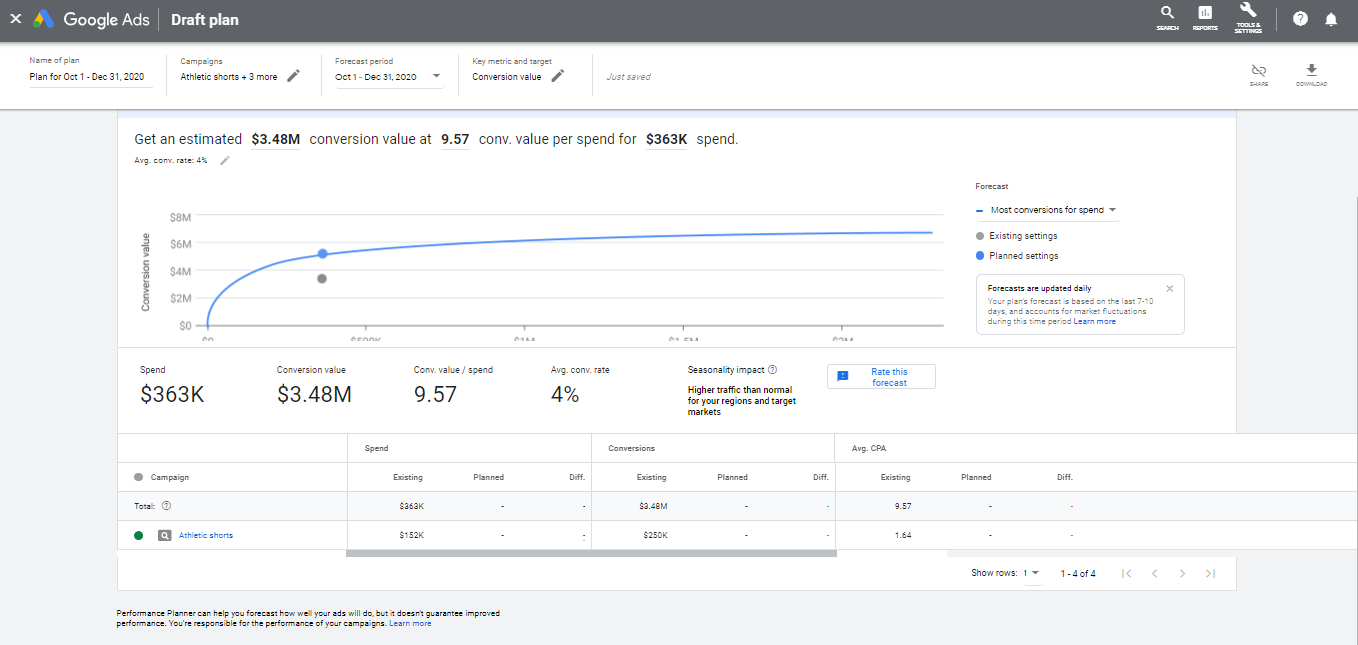 Google Ads Draft plan
SEARCH REPORTS TOOLS & SETTINGS
Name of plan
Plan for Oct 1 - Dec 31, 2020
Campaigns
Athletic shorts + 3 more
Forecast period
Oct 1 - Dec 31, 2020
Key metric and target
Conversion value
Just saved
SHARE
DOWNLOAD
Get an estimated $3.48M conversion value at 9.57 conv. value per spend for $363K spend.
Avg. conv. rate: 4%
Conversion value
$8M
$6M
$4M
$2M
$0
$0 $500K $1M $1.5M $2M
Forecast
Most conversions for spend
Existing settings
Planned settings
Forecasts are updated daily
Your plan's forecast is based on the last 7-10
days, and accounts for market fluctuations
during this time period Learn more
Spend
$363K
Conversion value
$3.48M
Conv. value / spend
9.57
Avg. conv. rate
4%
Seasonality impact
Higher traffic than normal
for your regions and target
markets
Rate this
forecast
Spend Conversions Avg. CPA
Campaign Existing Planned Diff. Existing Planned Diff. Existing Planned Diff.
Total: $363K - - $3.48M - - 9.57 - -
Athletic shorts $152K - - $250K - - 1.64 - -
Show rows: 1 1 - 4 of 4
Performance Planner can help you forecast how well your ads will do, but it doesn't guarantee improved
performance. You're responsible for the performance of your campaigns. Learn more